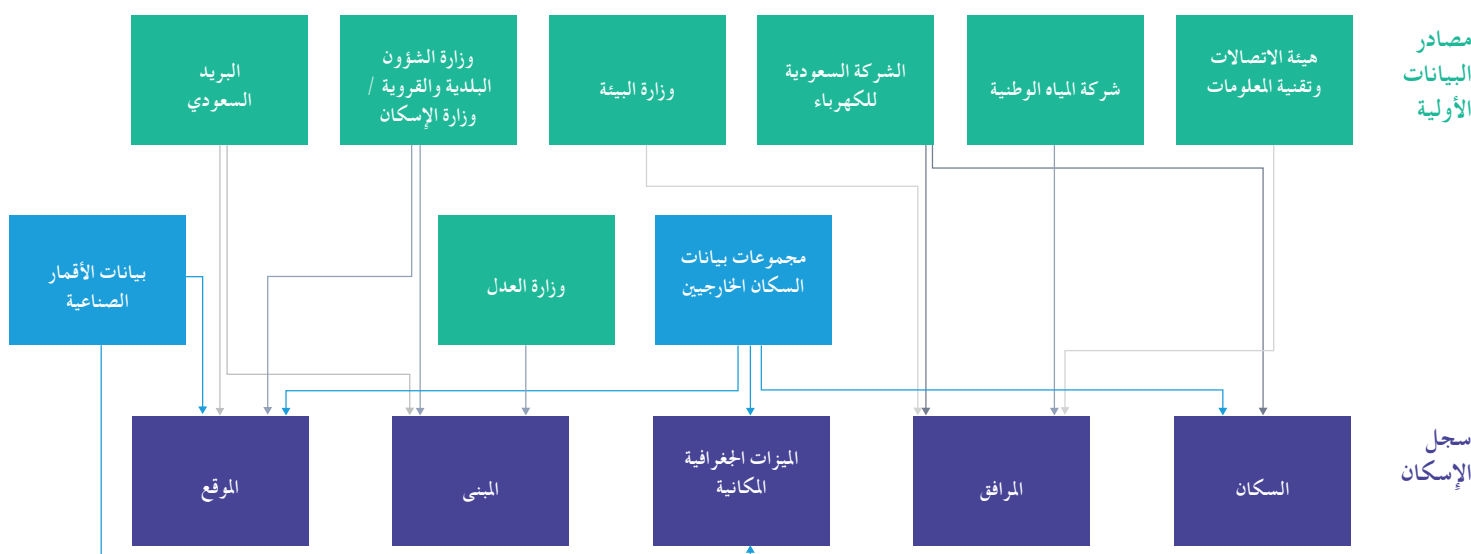 مصادر
البيانات
الأولية
هيئة الاتصالات
وتقنية المعلومات
شركة المياه الوطنية
الشركة السعودية
للكهرباء
وزارة البيئة
وزارة الشؤون
البلدية والقروية /
وزارة الإسكان
البريد
السعودي
مجموعات بيانات
السكان الخارجيين
وزارة العدل
بيانات الأقمار
الصناعية
سجل
الإسكان
السكان
المرافق
الميزات الجغرافية
المكانية
المبنى
الموقع